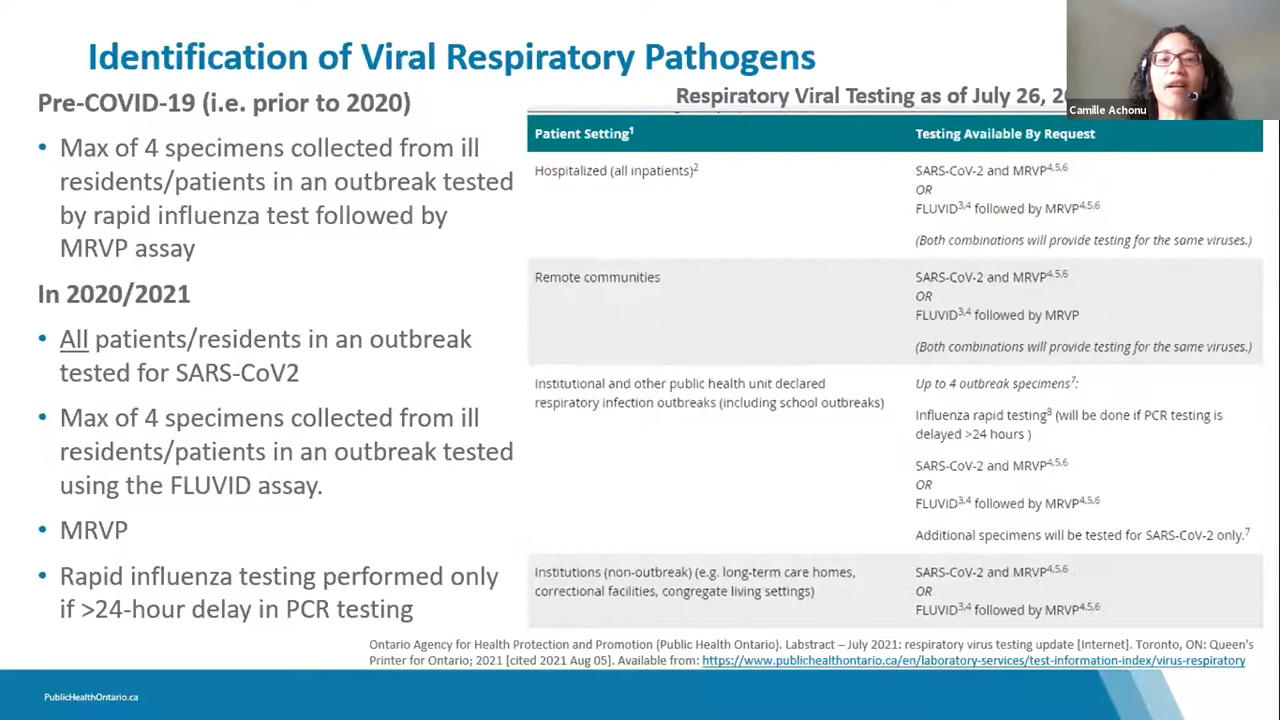 Identification of Viral Respiratory Pathogens
Camille Achonu
Pre-COVID-19 (i.e. prior to 2020)
• Max of 4 specimens collected from ill
residents/patients in an outbreak tested
by rapid influenza test followed by
MRVP assay
In 2020/2021
• All patients/residents in an outbreak
tested for SARS-CoV2
• Max of 4 specimens collected from ill
residents/patients in an outbreak tested
using the FLUVID assay.
• MRVP
• Rapid influenza testing performed only
if >24-hour delay in PCR testing
Respiratory Viral Testing as of July 26,
Patient Setting1
Testing Available By Request
Hospitalized (all inpatients)2
SARS-CoV-2 and MRVP4,5,6
OR
FLUVID3,4 followed by MRVP4,5,6
(Both combinations will provide testing for the same viruses.)
Remote communities
SARS-CoV-2 and MRVP4,5,6
OR
FLUVID3,4 followed by MRVP
(Both combinations will provide testing for the same viruses.)
Institutional and other public health unit declared
respiratory infection outbreaks (including school outbreaks)
Up to 4 outbreak specimens7:
Influenza rapid testing8 (will be done if PCR testing is
delayed >24 hours )
SARS-CoV-2 and MRVP4,5,6
OR
FLUVID3,4 followed by MRVP4,5,6
Additional specimens will be tested for SARS-CoV-2 only.7
Institutions (non-outbreak) (e.g. long-term care homes,
correctional facilities, congregate living settings)
SARS-CoV-2 and MRVP4,5,6
OR
FLUVID3,4 followed by MRVP4,5,6
Ontario Agency for Health Protection and Promotion (Public Health Ontario). Labstract – July 2021: respiratory virus testing update [Internet]. Toronto, ON: Queen's
Printer for Ontario; 2021 [cited 2021 Aug 05]. Available from: https://www.publichealthontario.ca/en/laboratory-services/test-information-index/virus-respiratory
PublicHealthOntario.ca